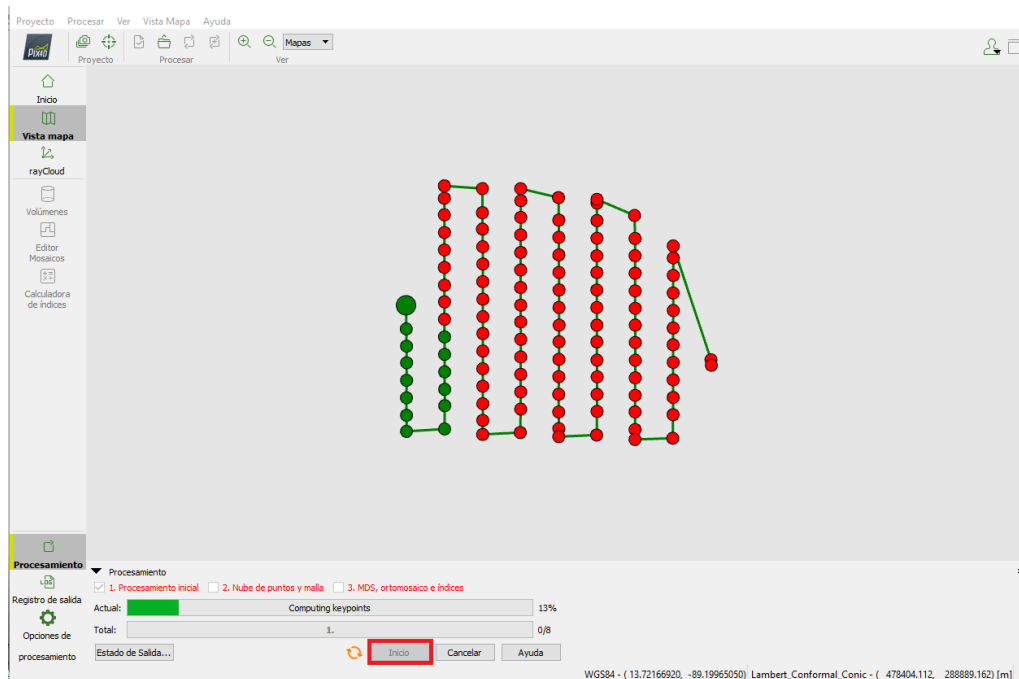 Proyecto Procesar Ver Vista Mapa Ayuda
PIX4D
Mapas
Proyecto Procesar Ver
Inicio
Vista mapa
rayCloud
Volúmenes
Editor
Mosaicos
Calculadora
de índices
Procesamiento
Registro de salida
Opciones de
procesamiento
Procesamiento
1. Procesamiento inicial 2. Nube de puntos y malla 3. MDS, ortomosaico e índices
Actual: Computing keypoints 13%
Total: 1. 0/8
Estado de Salida... Inicio Cancelar Ayuda
WGS84 - ( 13.72166920, -89.19965050) Lambert_Conformal_Conic - ( 478404.112, 288889.162) [m]